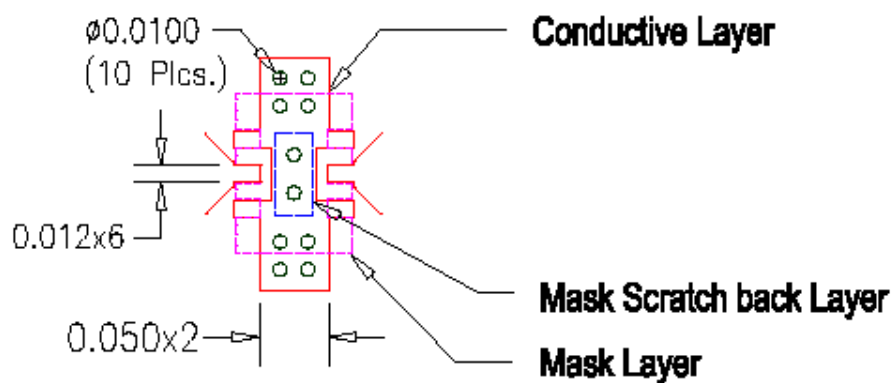 ø0.0100
(10 Plcs.)
Conductive Layer
0.012x6
Mask Scratch back Layer
0.050x2
Mask Layer